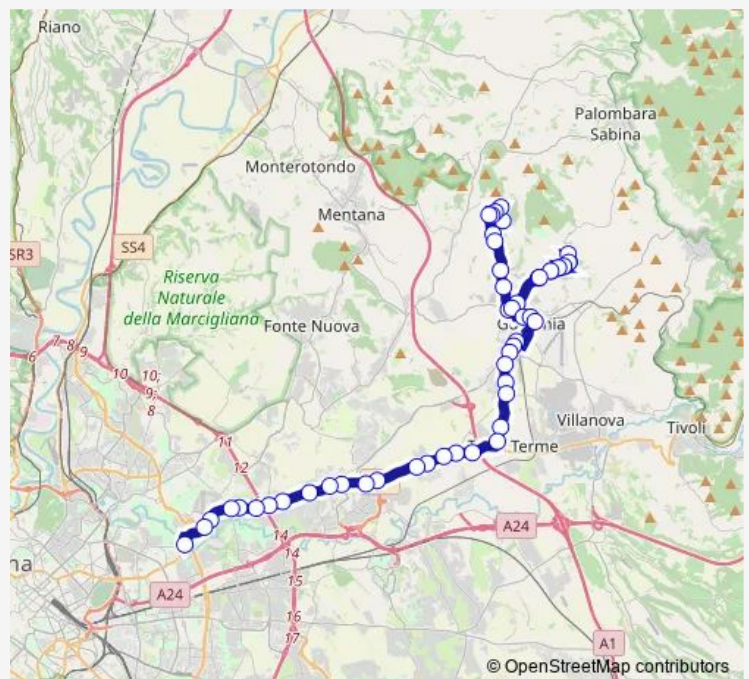 Riano
Palombara
Sabina
Monterotondo
Mentana
SR3
SS4
Riserva
Naturale
della Marcigliana
Fonte Nuova
6
7
8
9
10
10;
9;
8
11
12
Villanova
Tivoli
Terme
14
14
15
16
17
A24
A24
A1
© OpenStreetMap contributors